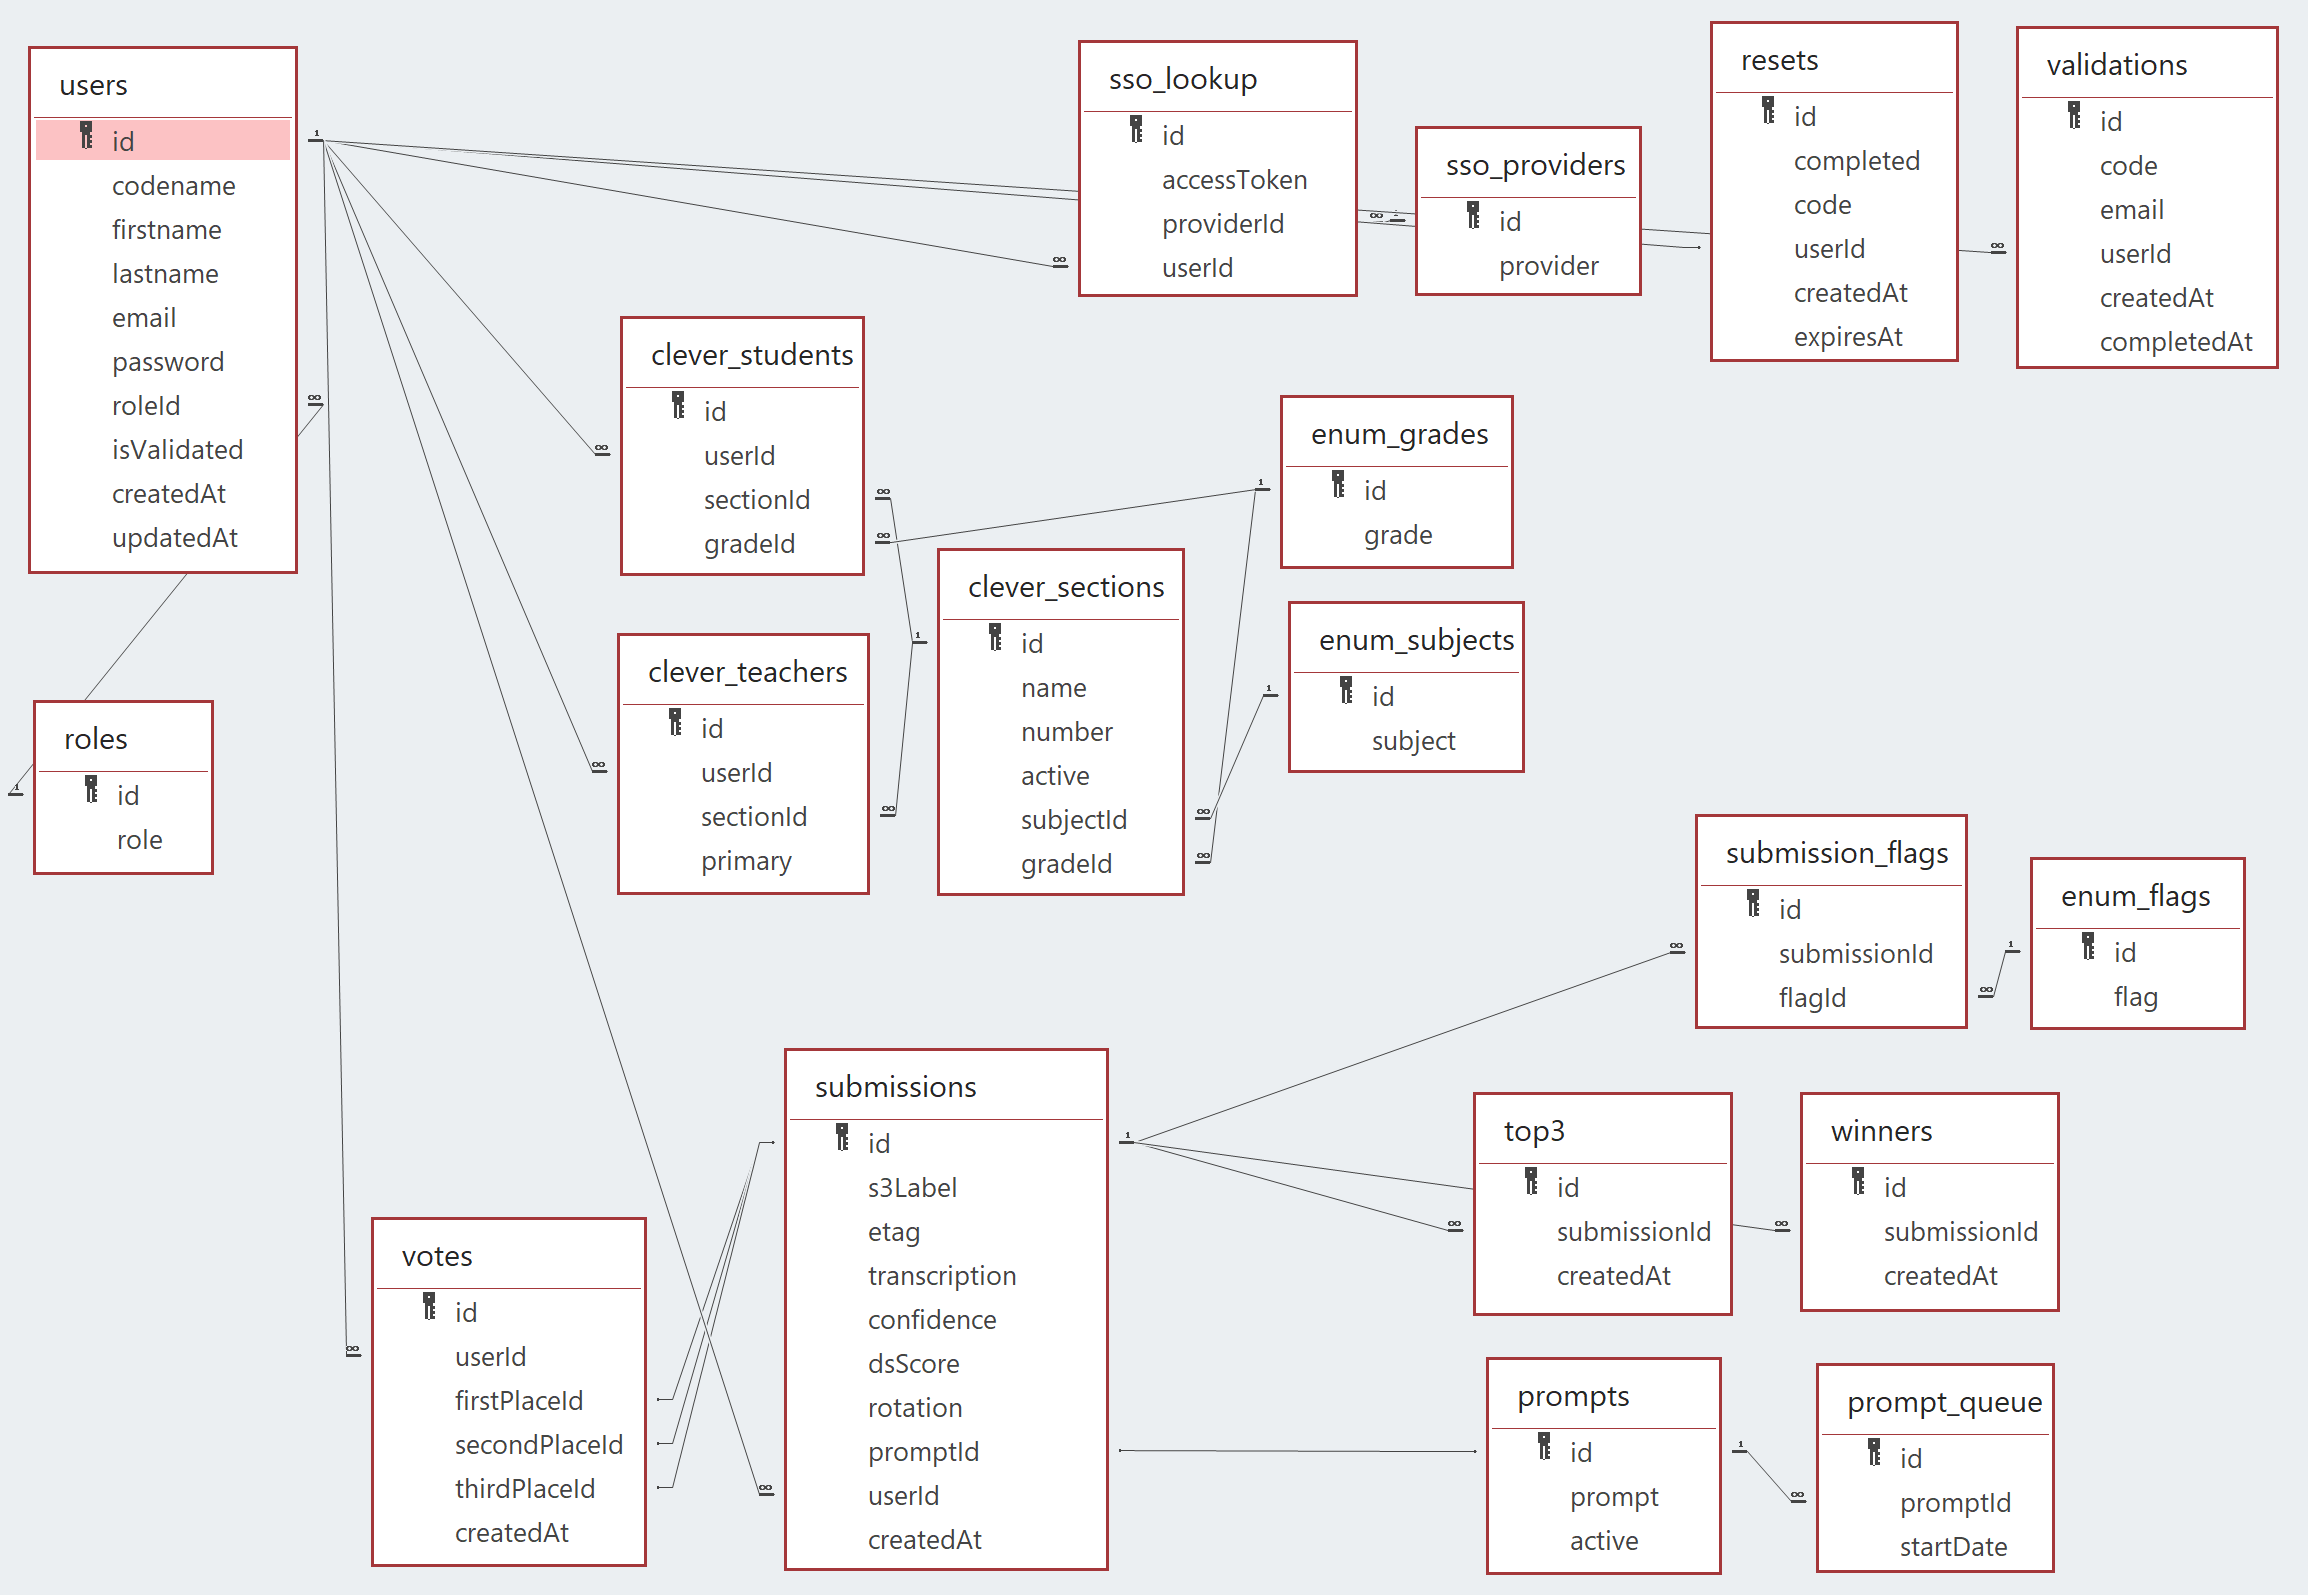 users
id
codename
firstname
lastname
email
password
roleId
isValidated
createdAt
updatedAt
roles
id
role
sso_lookup
id
accessToken
providerId
userId
sso_providers
id
provider
resets
id
completed
code
userId
createdAt
expiresAt
validations
id
code
email
userId
createdAt
completedAt
clever_students
id
userId
sectionId
gradeId
clever_teachers
id
userId
sectionId
primary
clever_sections
id
name
number
active
subjectId
gradeId
enum_grades
id
grade
enum_subjects
id
subject
submission_flags
id
submissionId
flagId
enum_flags
id
flag
votes
id
userId
firstPlaceId
secondPlaceId
thirdPlaceId
createdAt
submissions
id
s3Label
etag
transcription
confidence
dsScore
rotation
promptId
userId
createdAt
top3
id
submissionId
createdAt
winners
id
submissionId
createdAt
prompts
id
prompt
active
prompt_queue
id
promptId
startDate